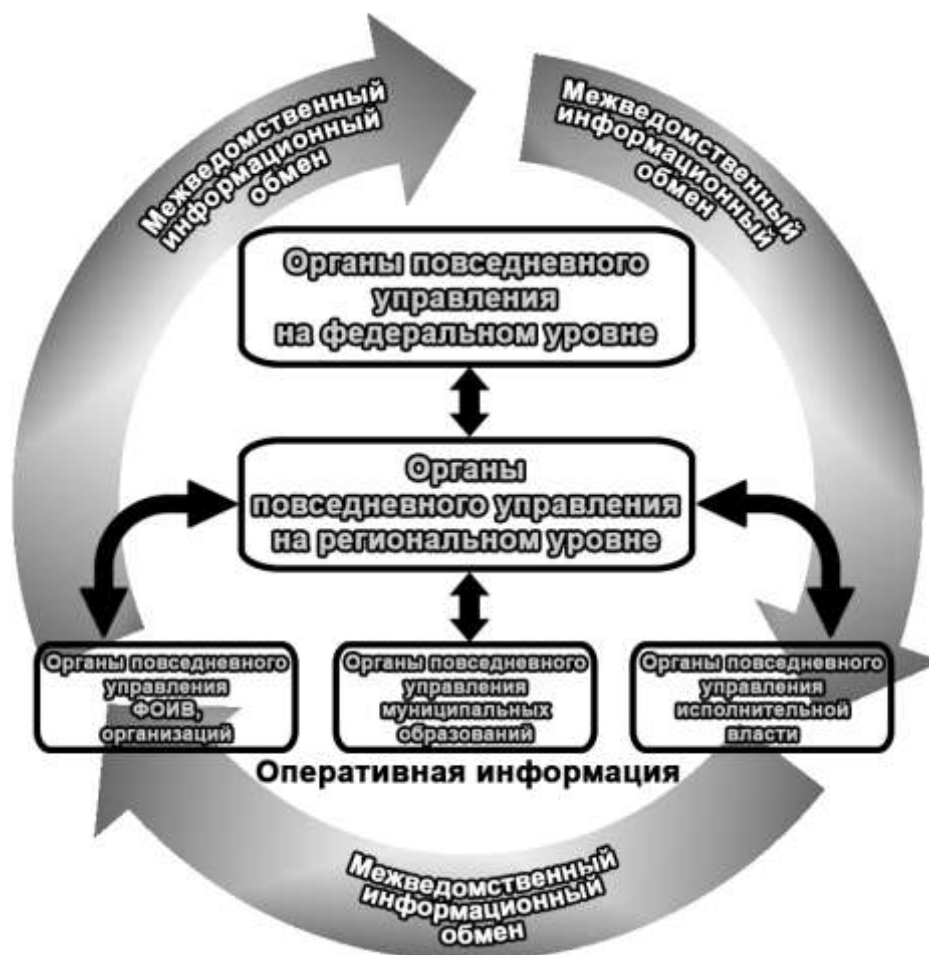 Межведомственный
информационный
обмен
Межведомственный
информационный
обмен
Органы повседневного
управления
на федеральном уровне
Органы
повседневного управления
на региональном уровне
Органы повседневного
управления
ФОИВ,
организаций
Органы повседневного
управления
муниципальных
образований
Органы повседневного
управления
исполнительной
власти
Оперативная информация
Межведомственный
информационный
обмен